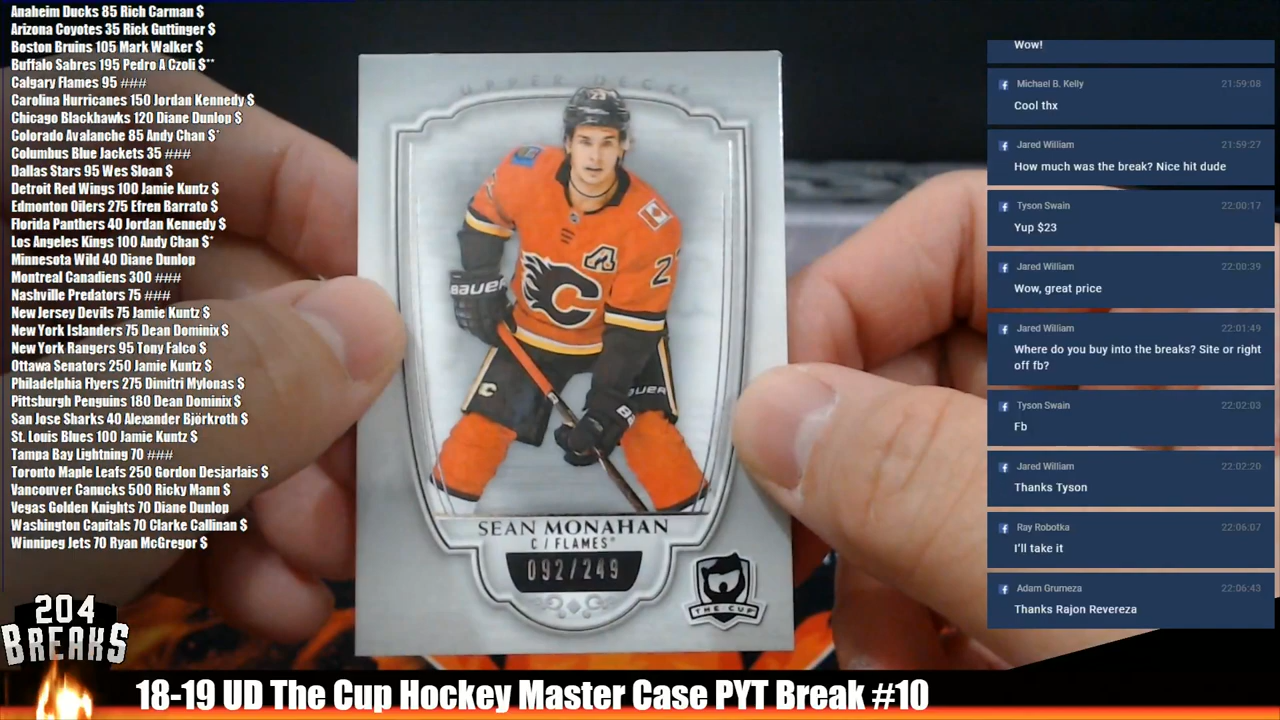 Anaheim Ducks 85 Rich Carman $
Arizona Coyotes 35 Rick Guttinger $
Boston Bruins 105 Mark Walker $
Buffalo Sabres 195 Pedro A Czoli $**
Calgary Flames 95 ###
Carolina Hurricanes 150 Jordan Kennedy $
Chicago Blackhawks 120 Diane Dunlop $
Colorado Avalanche 85 Andy Chan $*
Columbus Blue Jackets 35 ###
Dallas Stars 95 Wes Sloan $
Detroit Red Wings 100 Jamie Kuntz $
Edmonton Oilers 275 Efren Barrato $
Florida Panthers 40 Jordan Kennedy $
Los Angeles Kings 100 Andy Chan $*
Minnesota Wild 40 Diane Dunlop
Montreal Canadiens 300 ###
Nashville Predators 75 ###
New Jersey Devils 75 Jamie Kuntz $
New York Islanders 75 Dean Dominix $
New York Rangers 95 Tony Falco $
Ottawa Senators 250 Jamie Kuntz $
Philadelphia Flyers 275 Dimitri Mylonas $
Pittsburgh Penguins 180 Dean Dominix $
San Jose Sharks 40 Alexander Björkroth $
St. Louis Blues 100 Jamie Kuntz $
Tampa Bay Lightning 70 ###
Toronto Maple Leafs 250 Gordon Desjarlais $
Vancouver Canucks 500 Ricky Mann $
Vegas Golden Knights 70 Diane Dunlop
Washington Capitals 70 Clarke Callinan $
Winnipeg Jets 70 Ryan McGregor $
204
BREAKS
UPPER DECK
23
BAUER
BAUER
SEAN MONAHAN
C / FLAMES
092/249
THE CUP
Wow!
Michael B. Kelly 21:59:08
Cool thx
Jared William 21:59:27
How much was the break? Nice hit dude
Tyson Swain 22:00:17
Yup $23
Jared William 22:00:39
Wow, great price
Jared William 22:01:49
Where do you buy into the breaks? Site or right
off fb?
Tyson Swain 22:02:03
Fb
Jared William 22:02:20
Thanks Tyson
Ray Robotka 22:06:07
I'll take it
Adam Grumeza 22:06:43
Thanks Rajon Revereza
18-19 UD The Cup Hockey Master Case PYT Break #10